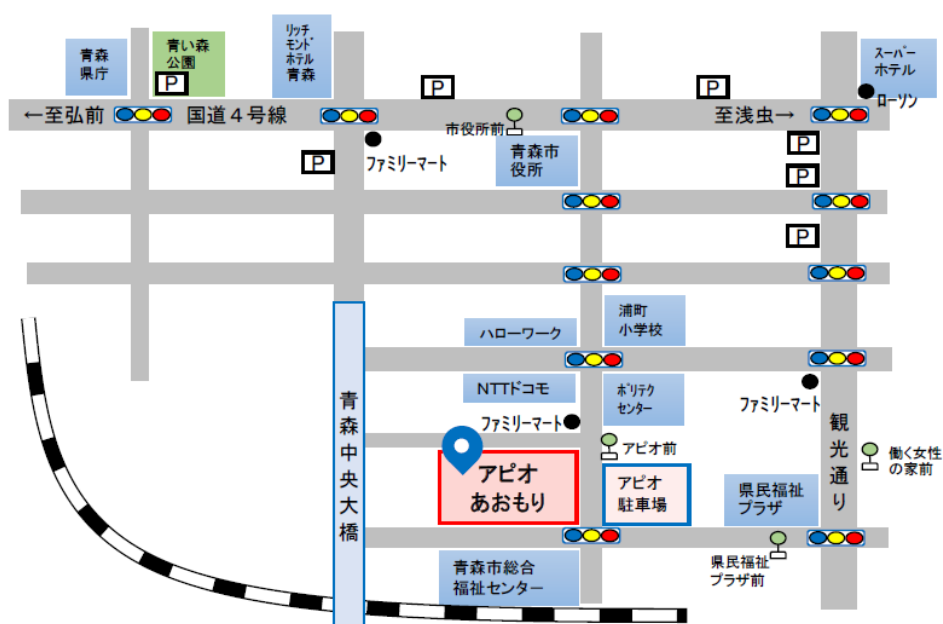 青森
県庁
青い森
公園
P
リッチ
モンド
ホテル
青森
P
P
スーパー
ホテル
ローソン
←至弘前
国道4号線
市役所前
至浅虫→
P
ファミリーマート
青森市
役所
P
P
P
ハローワーク
浦町
小学校
NTTドコモ
ポリテク
センター
ファミリーマート
ファミリーマート
青森中央大橋
アピオ
あおもり
アピオ前
アピオ
駐車場
観光通り
働く女性
の家前
県民福祉
プラザ
県民福祉
プラザ前
青森市総合
福祉センター